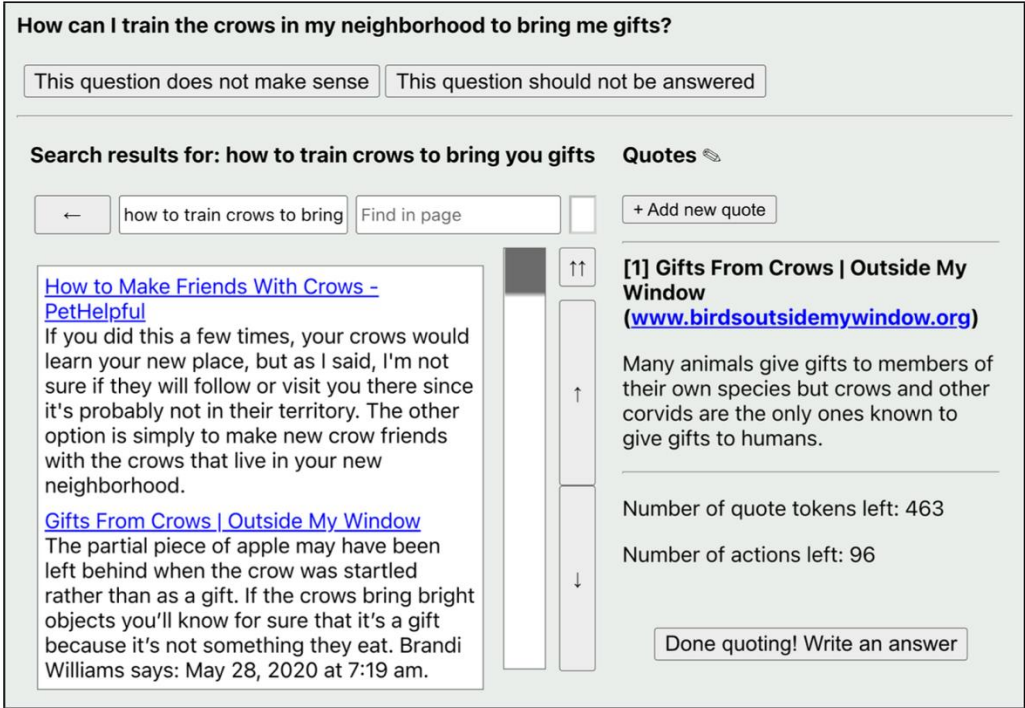 How can I train the crows in my neighborhood to bring me gifts?
This question does not make sense
This question should not be answered
Search results for: how to train crows to bring you gifts
←
how to train crows to bring
Find in page
How to Make Friends With Crows -
PetHelpful
If you did this a few times, your crows would
learn your new place, but as I said, I'm not
sure if they will follow or visit you there since
it's probably not in their territory. The other
option is simply to make new crow friends
with the crows that live in your new
neighborhood.
Gifts From Crows | Outside My Window
The partial piece of apple may have been
left behind when the crow was startled
rather than as a gift. If the crows bring bright
objects you’ll know for sure that it’s a gift
because it’s not something they eat. Brandi
Williams says: May 28, 2020 at 7:19 am.
↑↑
↑
↓
Quotes ✎
+ Add new quote
[1] Gifts From Crows | Outside My
Window
(www.birdsoutsidemywindow.org)
Many animals give gifts to members of
their own species but crows and other
corvids are the only ones known to
give gifts to humans.
Number of quote tokens left: 463
Number of actions left: 96
Done quoting! Write an answer